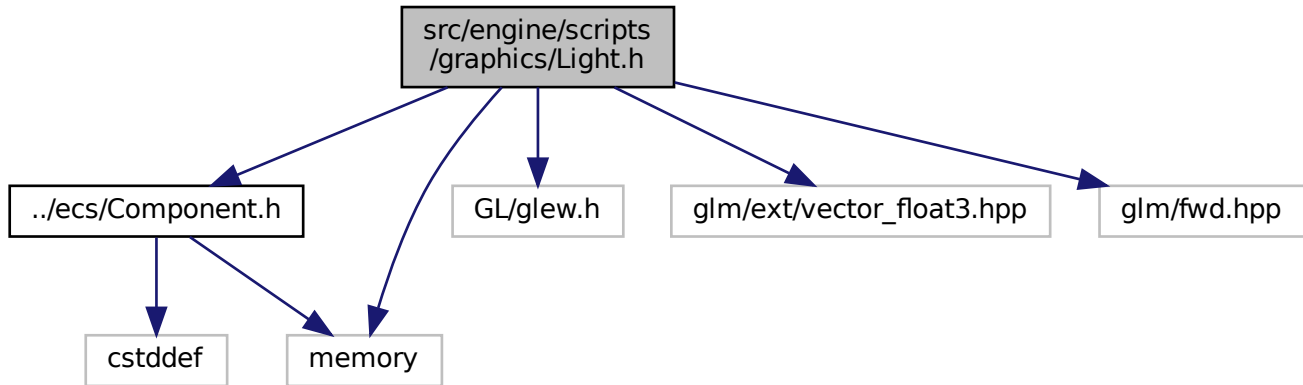 src/engine/scripts
/graphics/Light.h
../ecs/Component.h
GL/glew.h
glm/ext/vector_float3.hpp
glm/fwd.hpp
cstddef
memory